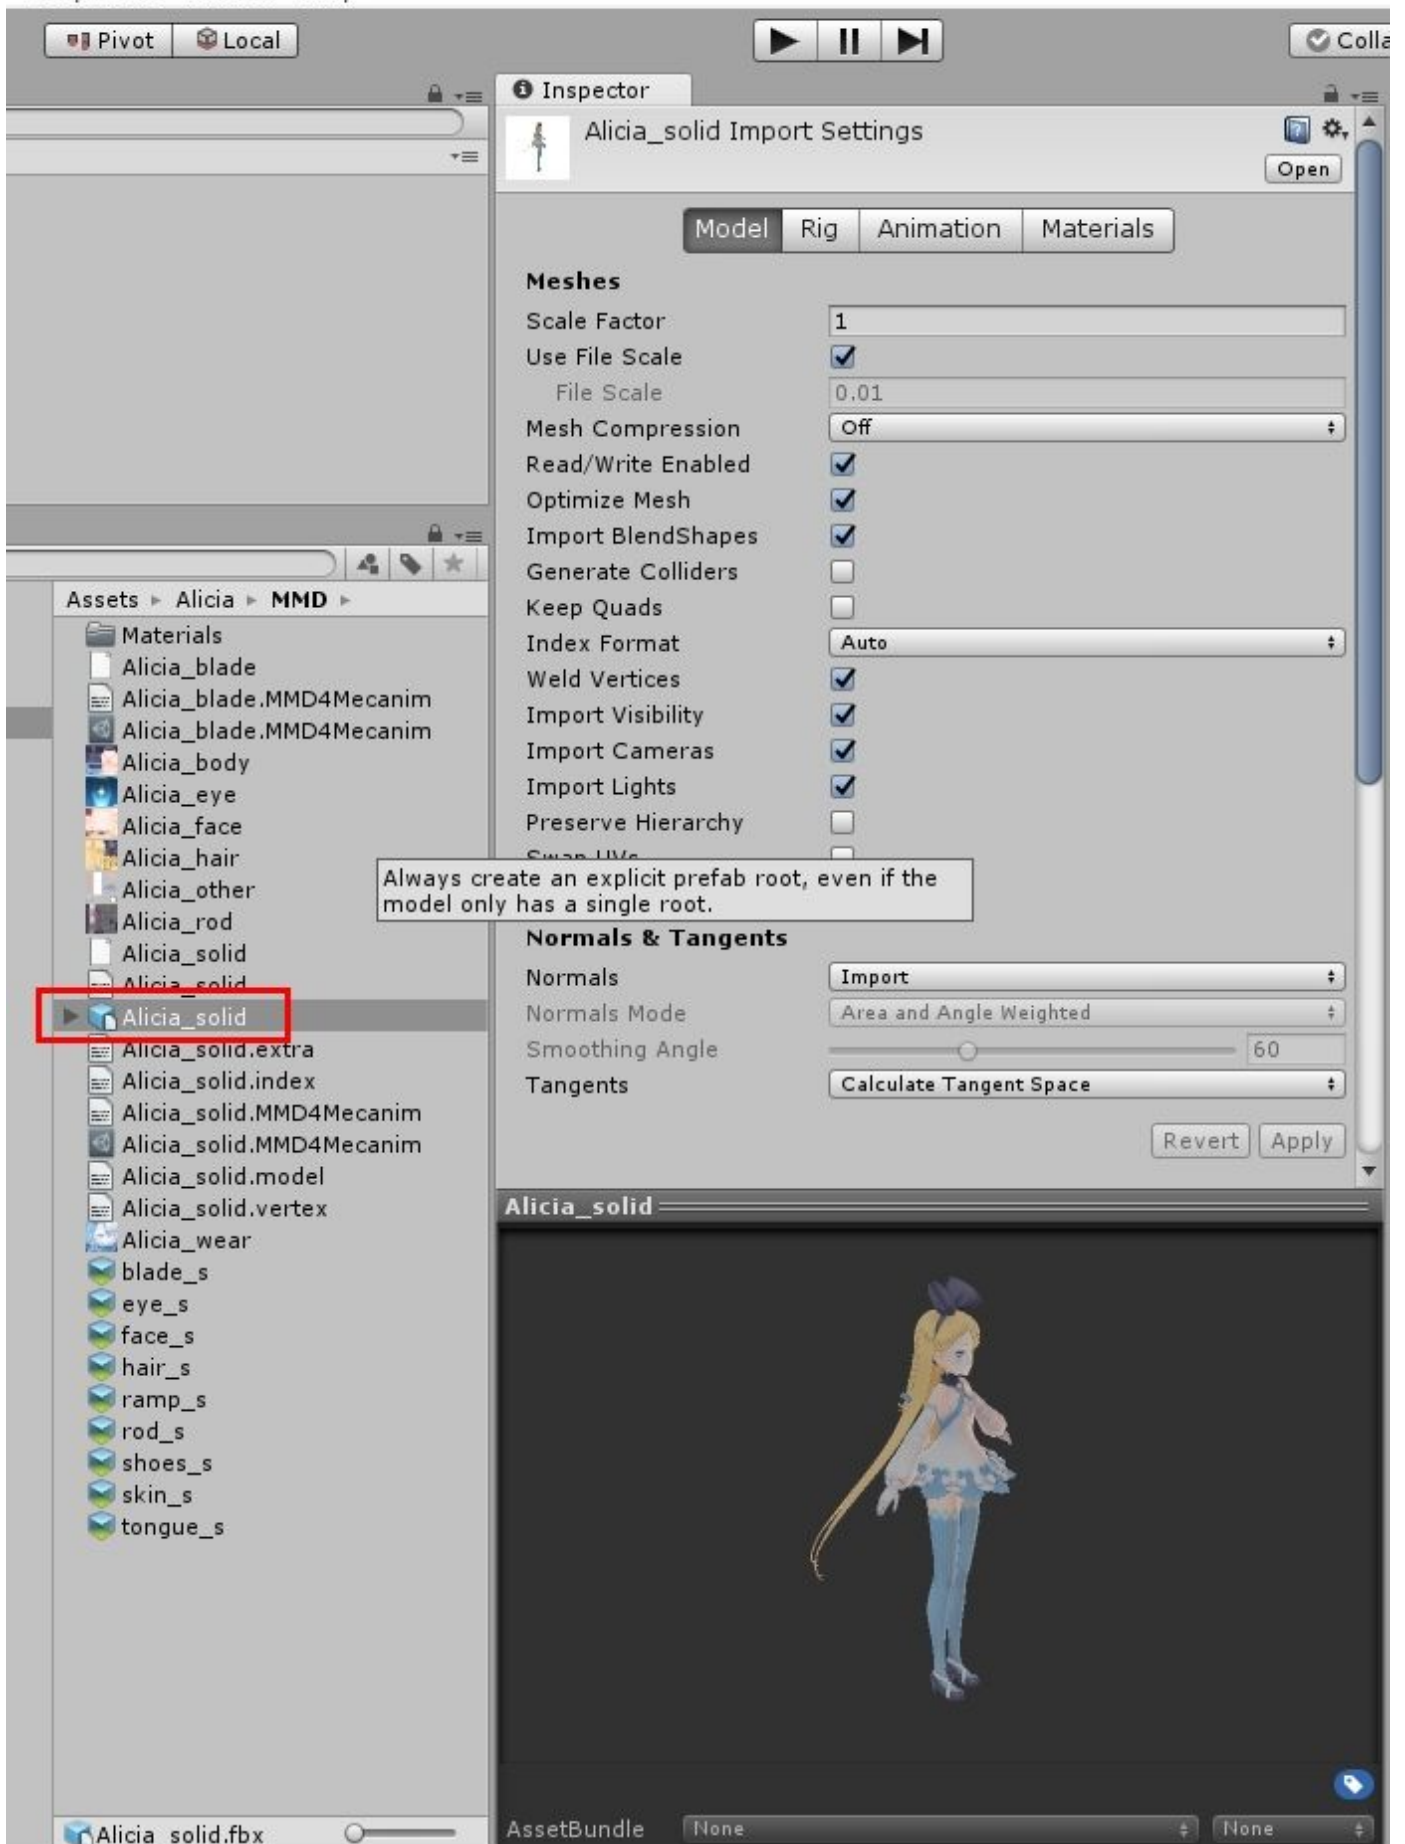 Pivot Local
Colla
Inspector
Alicia_solid Import Settings
Open
Model Rig Animation Materials
Meshes
Scale Factor 1
Use File Scale
File Scale 0.01
Mesh Compression Off
Read/Write Enabled
Optimize Mesh
Import BlendShapes
Generate Colliders
Keep Quads
Index Format Auto
Weld Vertices
Import Visibility
Import Cameras
Import Lights
Preserve Hierarchy
Swap UVs
Always create an explicit prefab root, even if the
model only has a single root.
Normals & Tangents
Normals Import
Normals Mode Area and Angle Weighted
Smoothing Angle 60
Tangents Calculate Tangent Space
Revert Apply
Assets Alicia MMD
Materials
Alicia_blade
Alicia_blade.MMD4Mecanim
Alicia_blade.MMD4Mecanim
Alicia_body
Alicia_eye
Alicia_face
Alicia_hair
Alicia_other
Alicia_rod
Alicia_solid
Alicia_solid
Alicia_solid
Alicia_solid.extra
Alicia_solid.index
Alicia_solid.MMD4Mecanim
Alicia_solid.MMD4Mecanim
Alicia_solid.model
Alicia_solid.vertex
Alicia_wear
blade_s
eye_s
face_s
hair_s
ramp_s
rod_s
shoes_s
skin_s
tongue_s
Alicia_solid.fbx
Alicia_solid
AssetBundle None None